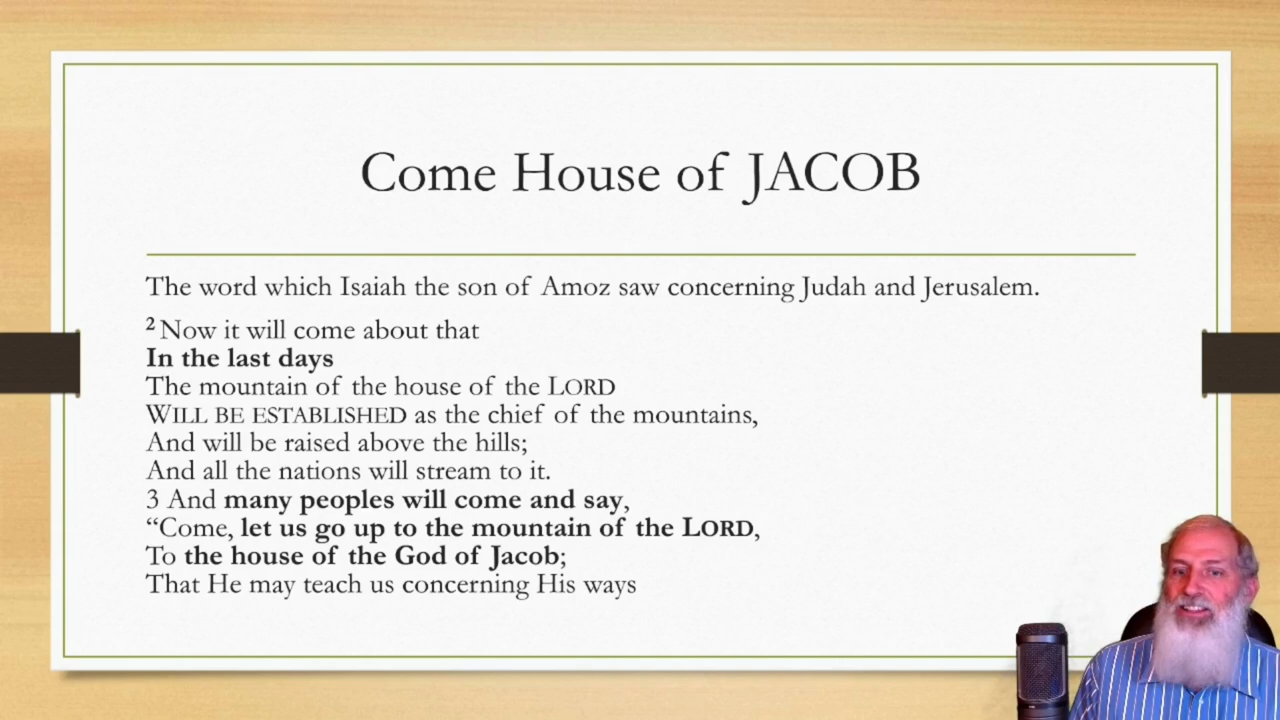 Come House of JACOB
The word which Isaiah the son of Amoz saw concerning Judah and Jerusalem.
2 Now it will come about that
In the last days
The mountain of the house of the LORD
WILL BE ESTABLISHED as the chief of the mountains,
And will be raised above the hills;
And all the nations will stream to it.
3 And many peoples will come and say,
“Come, let us go up to the mountain of the LORD,
To the house of the God of Jacob;
That He may teach us concerning His ways